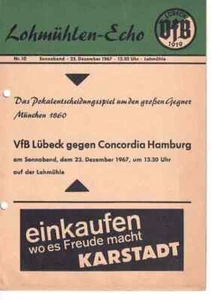 Lohmühlen-Echo
LÜBECK
VfB
1919
Nr. 10 Sonnabend - 23. Dezember 1967 - 13.30 Uhr - Lohmühle
Das Pokalentscheidungsspiel um den großen Gegner
München 1860
VfB Lübeck gegen Concordia Hamburg
am Sonnabend, dem 23. Dezember 1967, um 13.30 Uhr
auf der Lohmühle
einkaufen
wo es Freude macht
KARSTADT